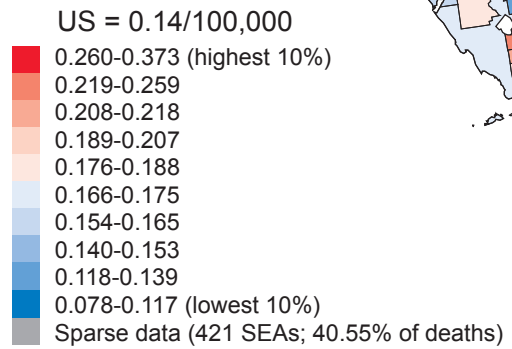 US = 0.14/100,000
0.260-0.373 (highest 10%)
0.219-0.259
0.208-0.218
0.189-0.207
0.176-0.188
0.166-0.175
0.154-0.165
0.140-0.153
0.118-0.139
0.078-0.117 (lowest 10%)
Sparse data (421 SEAs; 40.55% of deaths)